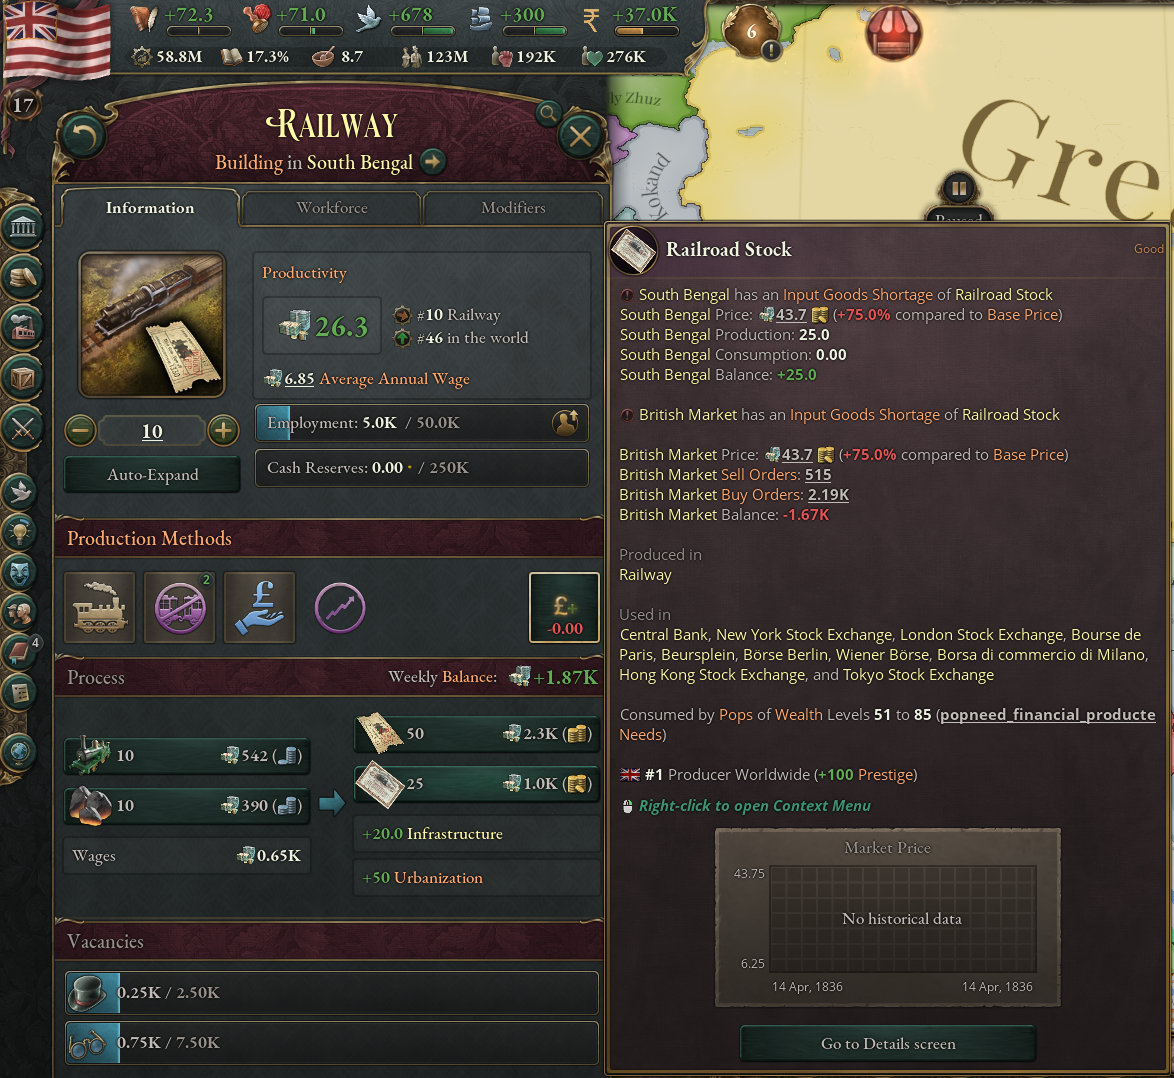 +72.3
+71.0
+678
+300
+37.0K
58.8M
17.3%
8.7
123M
192K
276K
17
6
ly Zhuz
Kokand
Gre
Paused
RAILWAY
Building in South Bengal
Information
Workforce
Modifiers
Productivity
26.3
#10 Railway
#46 in the world
6.85 Average Annual Wage
10
Employment: 5.0K / 50.0K
Auto-Expand
Cash Reserves: 0.00 / 250K
Production Methods
2
£+
-0.00
4
Process
Weekly Balance: +1.87K
10 542
10 390
Wages 0.65K
50 2.3K
25 1.0K
+20.0 Infrastructure
+50 Urbanization
Vacancies
0.25K / 2.50K
0.75K / 7.50K
Railroad Stock
Good
South Bengal has an Input Goods Shortage of Railroad Stock
South Bengal Price: 43.7 (+75.0% compared to Base Price)
South Bengal Production: 25.0
South Bengal Consumption: 0.00
South Bengal Balance: +25.0
British Market has an Input Goods Shortage of Railroad Stock
British Market Price: 43.7 (+75.0% compared to Base Price)
British Market Sell Orders: 515
British Market Buy Orders: 2.19K
British Market Balance: -1.67K
Produced in
Railway
Used in
Central Bank, New York Stock Exchange, London Stock Exchange, Bourse de
Paris, Beursplein, Börse Berlin, Wiener Börse, Borsa di commercio di Milano,
Hong Kong Stock Exchange, and Tokyo Stock Exchange
Consumed by Pops of Wealth Levels 51 to 85 (popneed_financial_producte
Needs)
#1 Producer Worldwide (+100 Prestige)
Right-click to open Context Menu
Market Price
43.75
No historical data
6.25
14 Apr, 1836
14 Apr, 1836
Go to Details screen